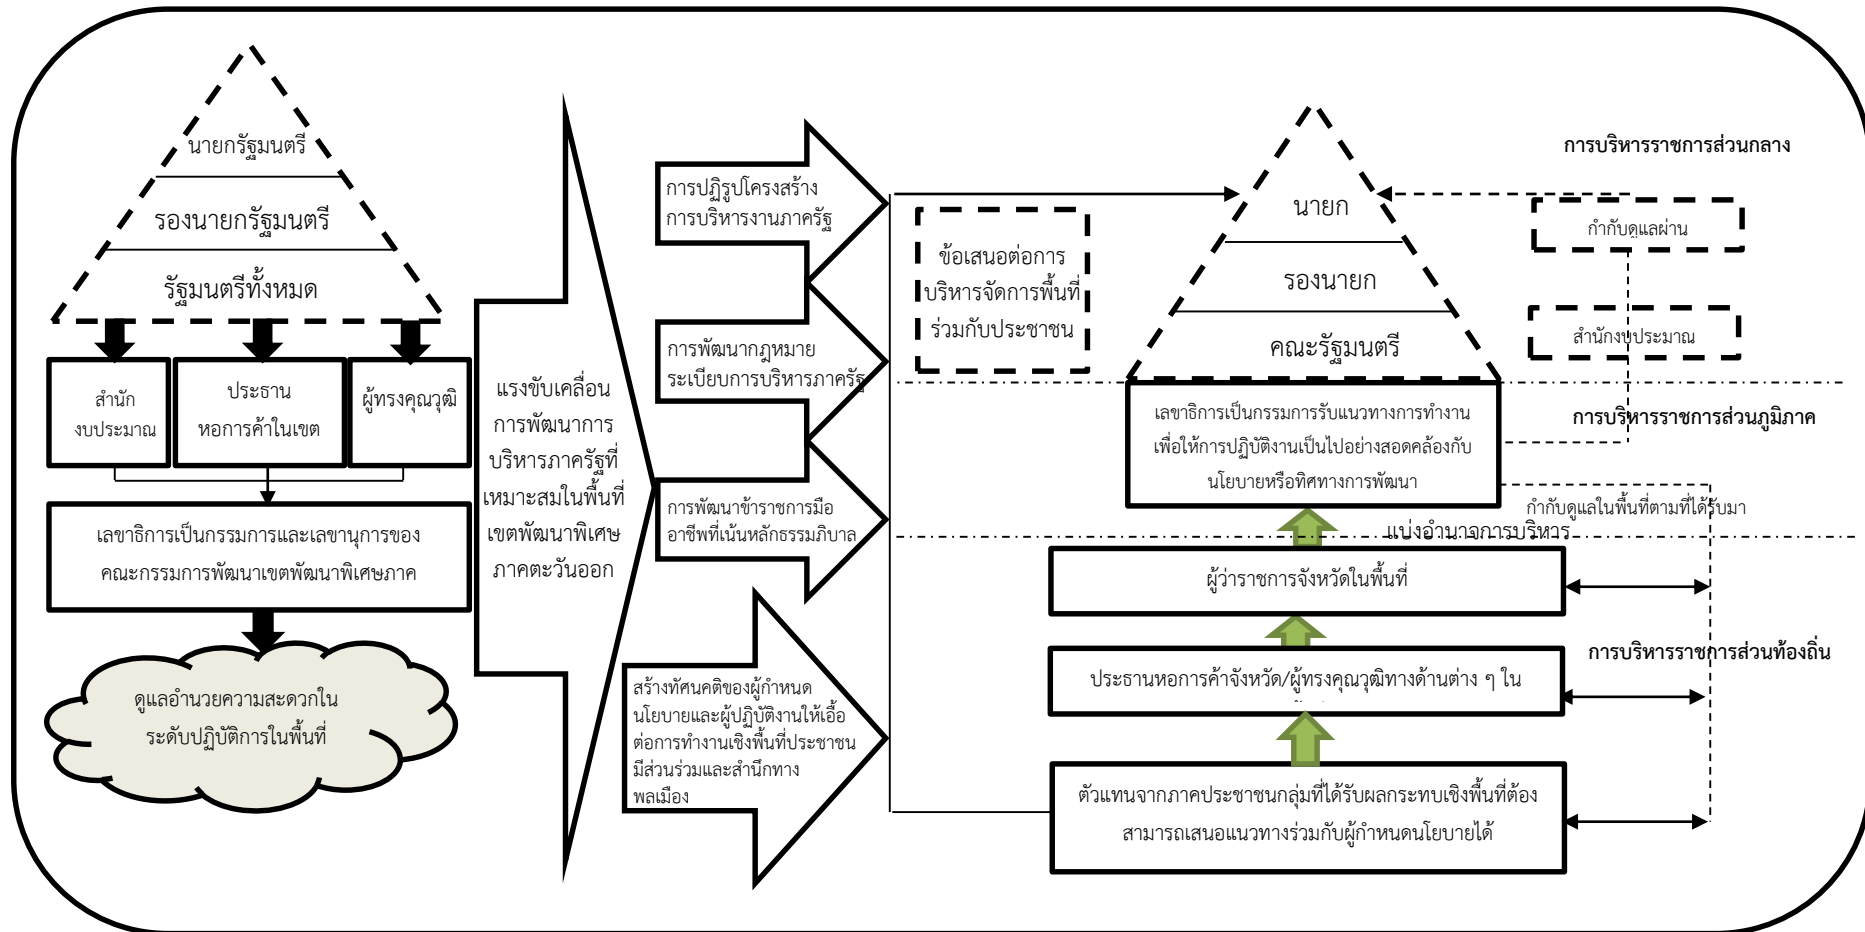 นายกรัฐมนตรี
รองนายกรัฐมนตรี
รัฐมนตรีทั้งหมด
สำนัก
งบประมาณ
ประธาน
หอการค้าในเขต
ผู้ทรงคุณวุฒิ
เลขาธิการเป็นกรรมการและเลขานุการของ
คณะกรรมการพัฒนาเขตพัฒนาพิเศษภาค
ดูแลอำนวยความสะดวกใน
ระดับปฏิบัติการในพื้นที่
แรงขับเคลื่อน
การพัฒนาการ
บริหารภาครัฐที่
เหมาะสมในพื้นที่
เขตพัฒนาพิเศษ
ภาคตะวันออก
การปฏิรูปโครงสร้าง
การบริหารงานภาครัฐ
การพัฒนากฎหมาย
ระเบียบการบริหารภาครัฐ
การพัฒนาข้าราชการมือ
อาชีพที่เน้นหลักธรรมภิบาล
สร้างทัศนคติของผู้กำหนด
นโยบายและผู้ปฏิบัติงานให้เอื้อ
ต่อการทำงานเชิงพื้นที่ประชาชน
มีส่วนร่วมและสำนึกทาง
พลเมือง
ข้อเสนอต่อการ
บริหารจัดการพื้นที่
ร่วมกับประชาชน
นายก
รองนายก
คณะรัฐมนตรี
การบริหารราชการส่วนกลาง
กำกับดูแลผ่าน
สำนักงบประมาณ
เลขาธิการเป็นกรรมการรับแนวทางการทำงาน
เพื่อให้การปฏิบัติงานเป็นไปอย่างสอดคล้องกับ
นโยบายหรือทิศทางการพัฒนา
การบริหารราชการส่วนภูมิภาค
กำกับดูแลในพื้นที่ตามที่ได้รับมา
แบ่งอำนาจการบริหาร
ผู้ว่าราชการจังหวัดในพื้นที่
การบริหารราชการส่วนท้องถิ่น
ประธานหอการค้าจังหวัด/ผู้ทรงคุณวุฒิทางด้านต่าง ๆ ใน
ตัวแทนจากภาคประชาชนกลุ่มที่ได้รับผลกระทบเชิงพื้นที่ต้อง
สามารถเสนอแนวทางร่วมกับผู้กำหนดนโยบายได้